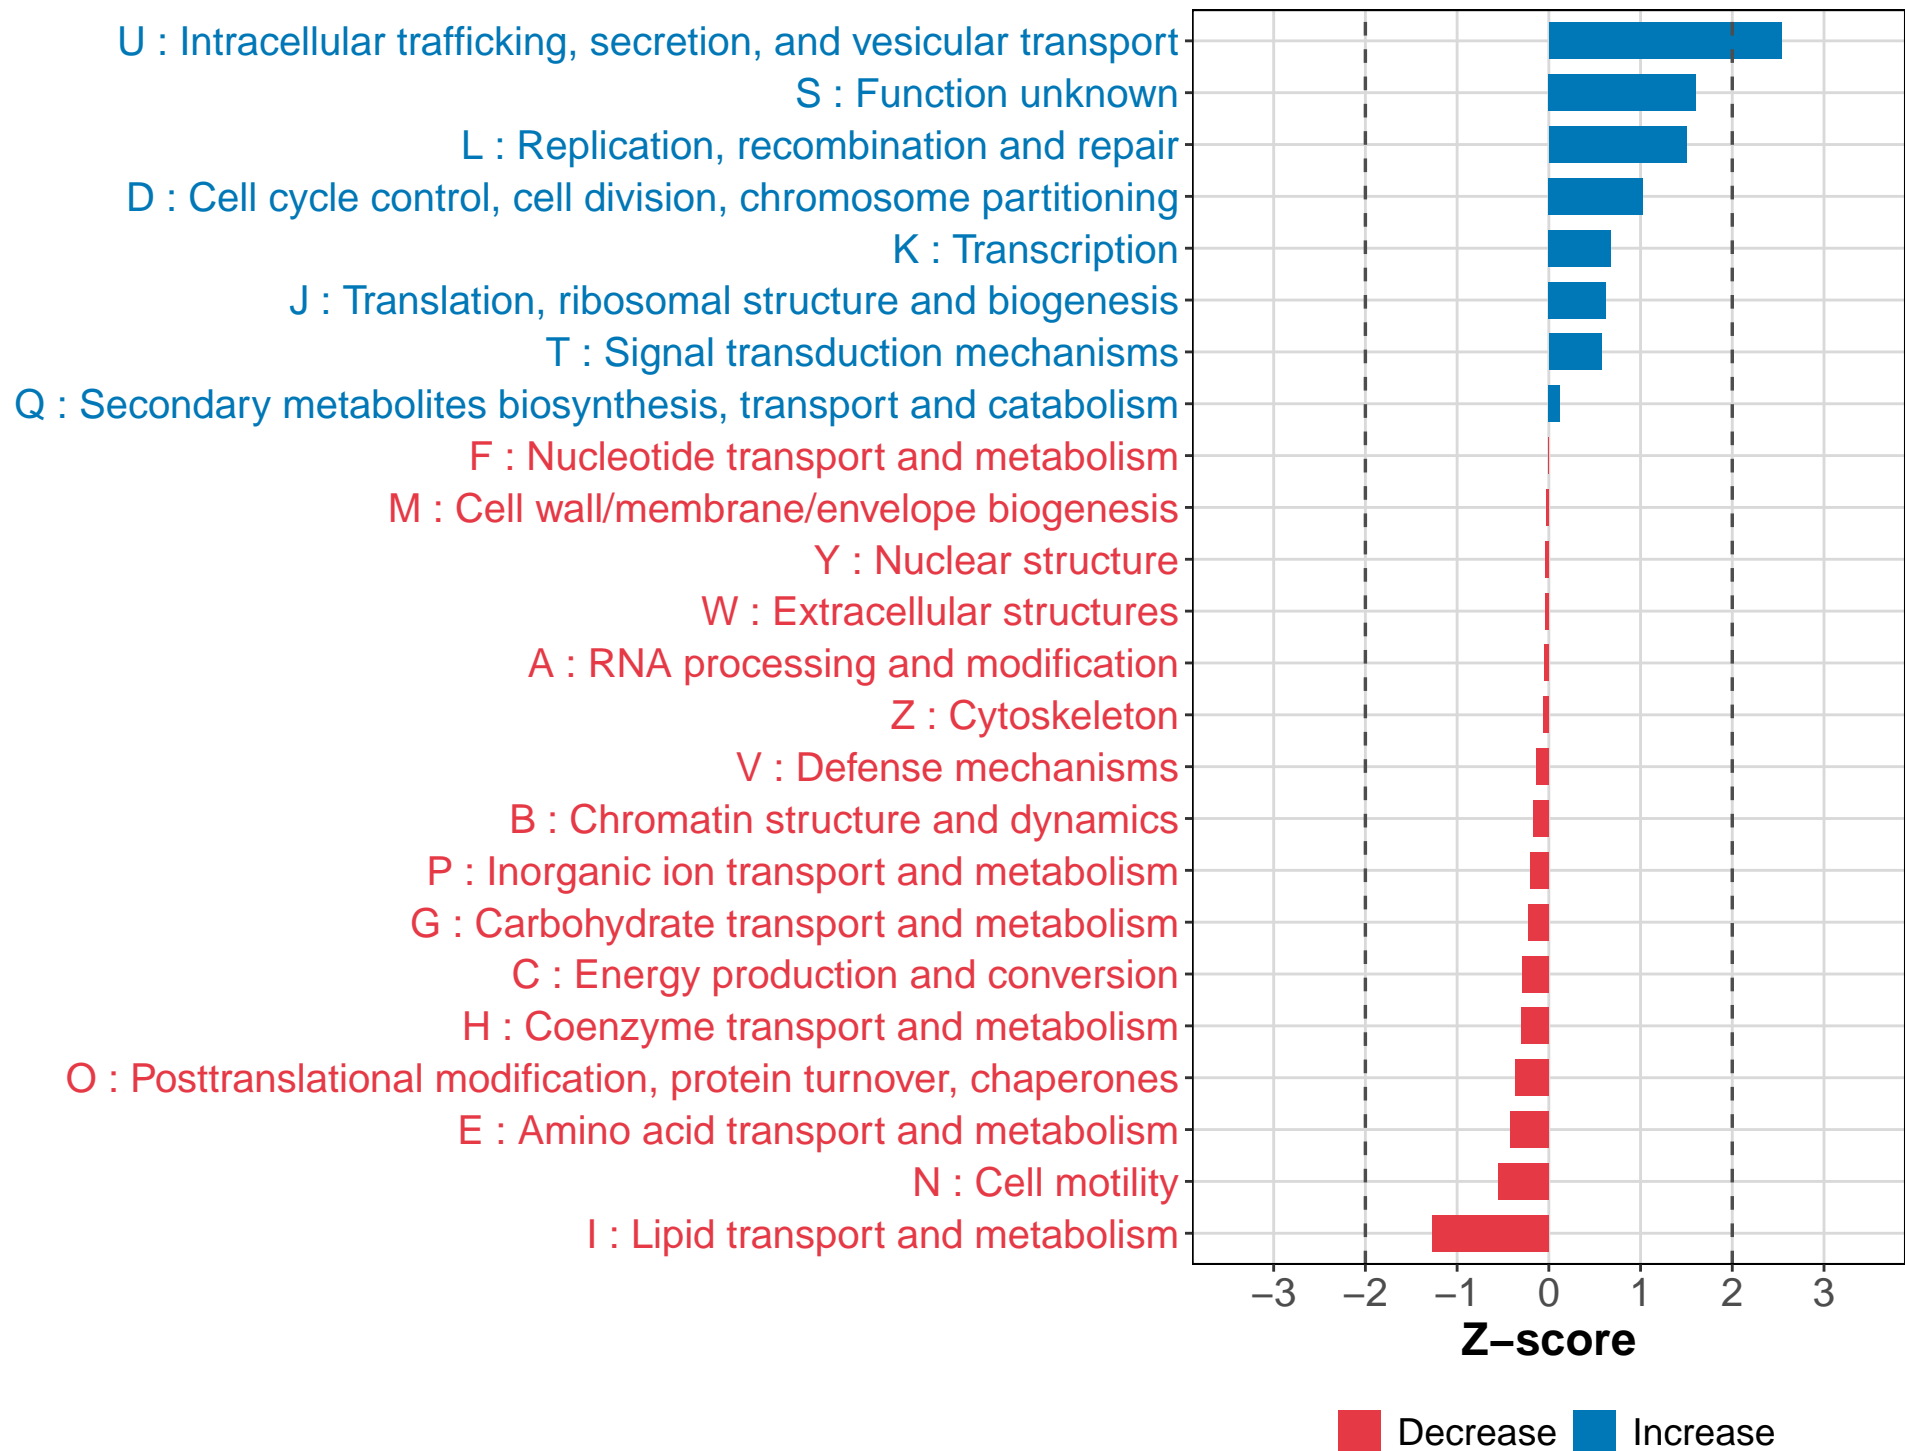 U : Intracellular trafficking, secretion, and vesicular transport
S : Function unknown
L : Replication, recombination and repair
D : Cell cycle control, cell division, chromosome partitioning
K : Transcription
J : Translation, ribosomal structure and biogenesis
T : Signal transduction mechanisms
Q : Secondary metabolites biosynthesis, transport and catabolism
F : Nucleotide transport and metabolism
M : Cell wall/membrane/envelope biogenesis
Y : Nuclear structure
W : Extracellular structures
A : RNA processing and modification
Z : Cytoskeleton
V : Defense mechanisms
B : Chromatin structure and dynamics
P : Inorganic ion transport and metabolism
G : Carbohydrate transport and metabolism
C : Energy production and conversion
H : Coenzyme transport and metabolism
O : Posttranslational modification, protein turnover, chaperones
E : Amino acid transport and metabolism
N : Cell motility
I : Lipid transport and metabolism
−3 −2 −1 0 1 2 3
Z−score
Decrease Increase